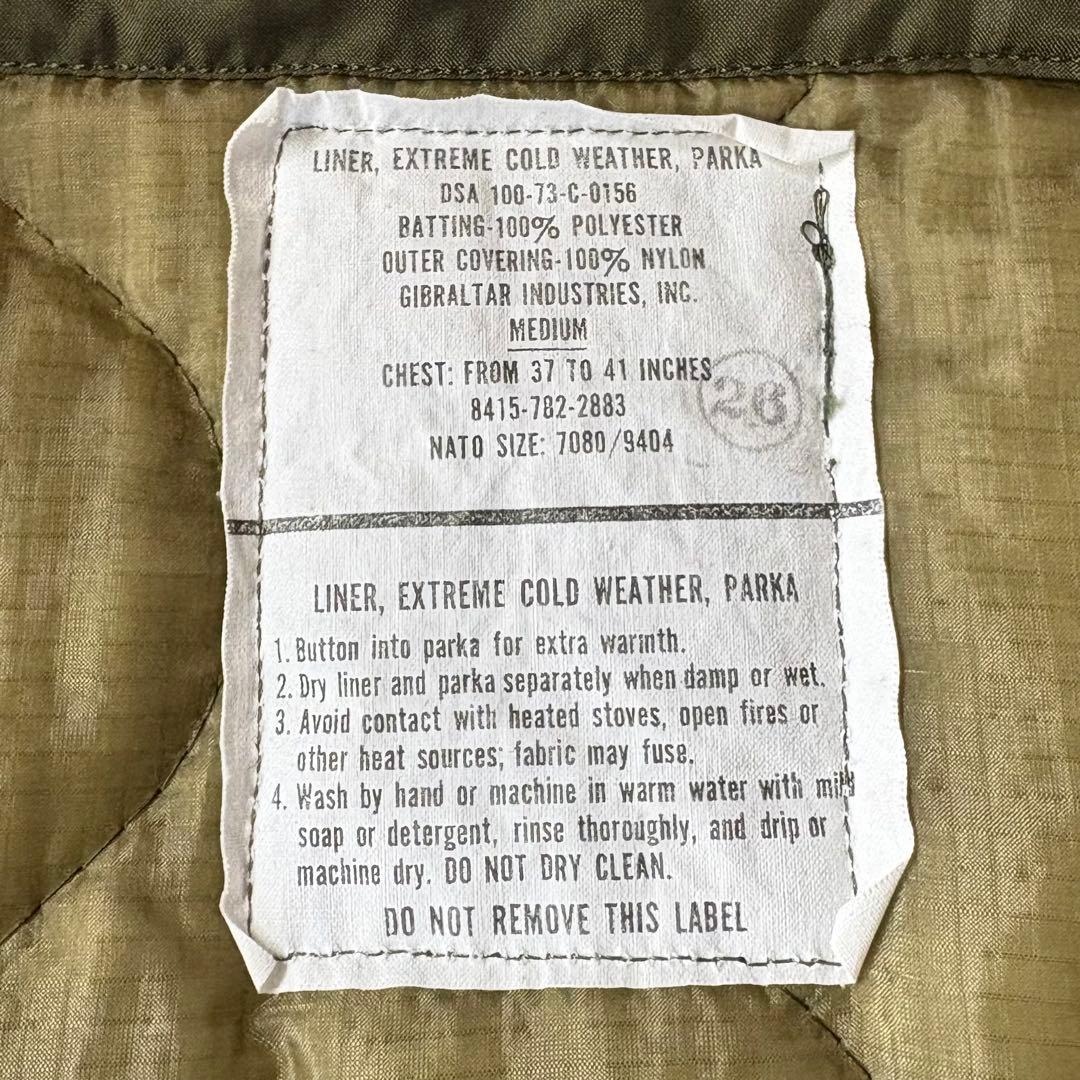 LINER, EXTREME COLD WEATHER, PARKA
DSA 100-73-C-0156
BATTING-100% POLYESTER
OUTER COVERING-100% NYLON
GIBRALTAR INDUSTRIES, INC.
MEDIUM
CHEST: FROM 37 TO 41 INCHES
26
8415-782-2883
NATO SIZE: 7080/9404
LINER, EXTREME COLD WEATHER, PARKA
1. Button into parka for extra warmth.
2. Dry liner and parka separately when damp or wet.
3. Avoid contact with heated stoves, open fires or
other heat sources; fabric may fuse.
4. Wash by hand or machine in warm water with mild
soap or detergent, rinse thoroughly, and drip or
machine dry. DO NOT DRY CLEAN.
DO NOT REMOVE THIS LABEL